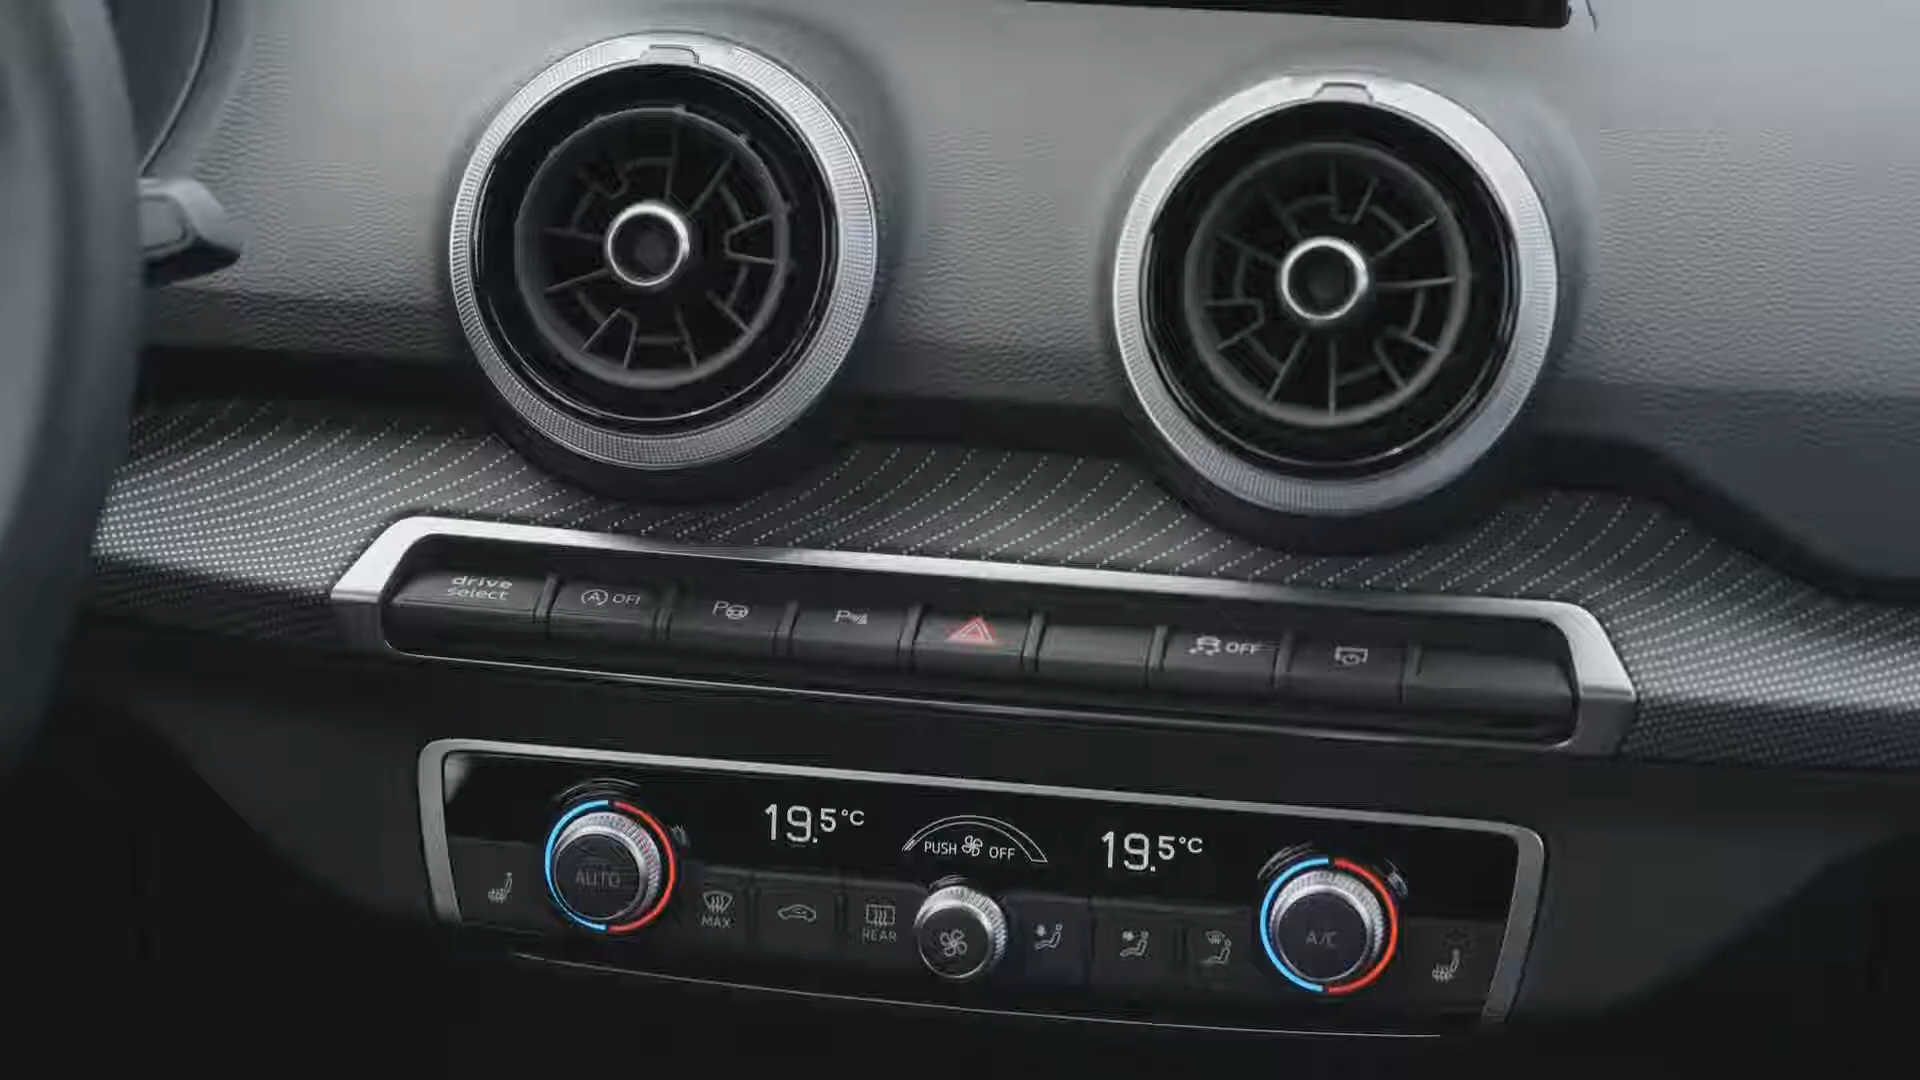 drive
select
A OFF
P
P
OFF
19.5°C
PUSH OFF
19.5°C
AUTO
MAX
REAR
A/C